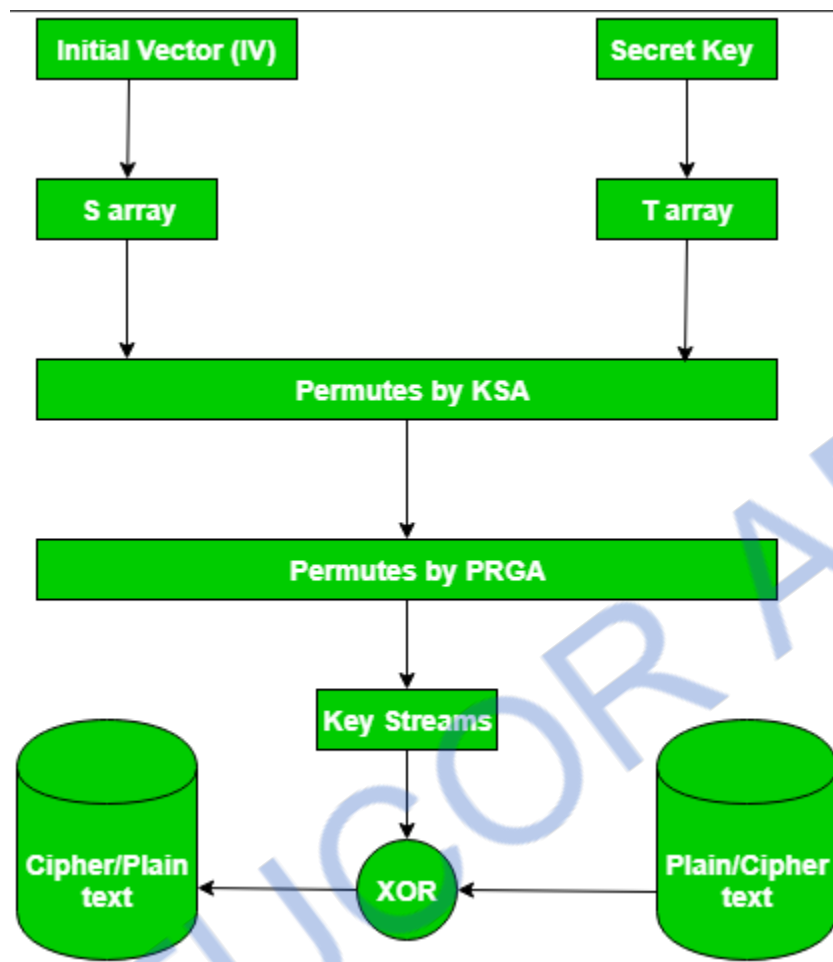 Initial Vector (IV)
Secret Key
S array
T array
Permutes by KSA
Permutes by PRGA
Key Streams
Cipher/Plain
text
XOR
Plain/Cipher
text